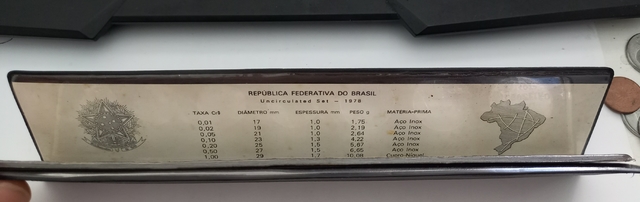 REPÚBLICA FEDERATIVA DO BRASIL
Uncirculated Set - 1978
TAXA Cr$ DIÂMETRO mm ESPESSURA mm PESO g MATÉRIA-PRIMA
0,01 17 1,0 1,75 Aço Inox
0,02 19 1,0 2,19 Aço Inox
0,05 21 1,0 2,64 Aço Inox
0,10 23 1,3 4,22 Aço Inox
0,20 25 1,5 5,67 Aço Inox
0,50 27 1,5 6,65 Aço Inox
1,00 29 1,7 10,08 Cupro-Níquel